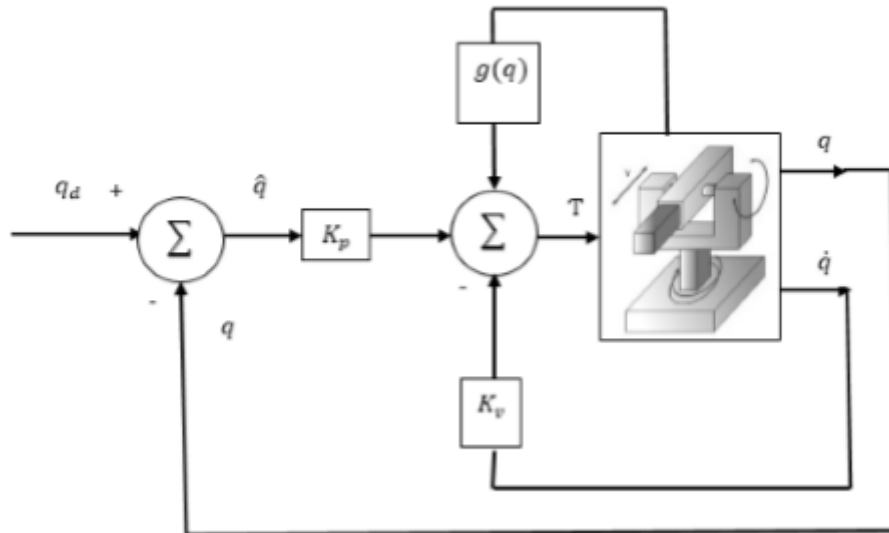 g(q)
q
q_d +
q̂
T
Σ
K_p
Σ
q̇
-
-
q
K_v